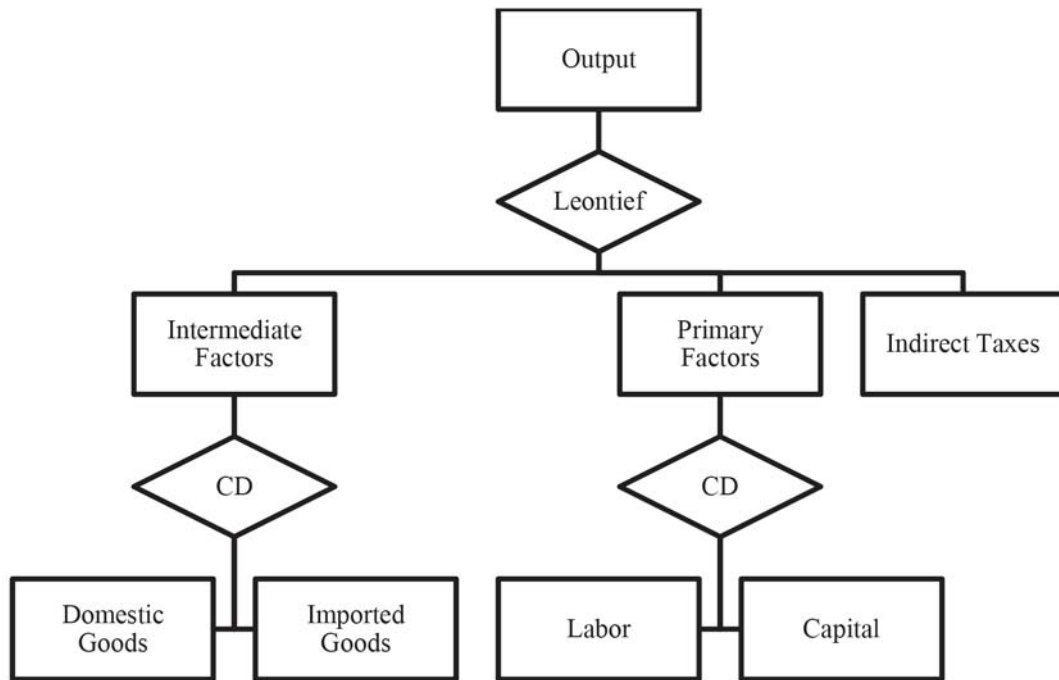 Output
Leontief
Intermediate
Factors
Primary
Factors
Indirect Taxes
CD
CD
Domestic
Goods
Imported
Goods
Labor
Capital